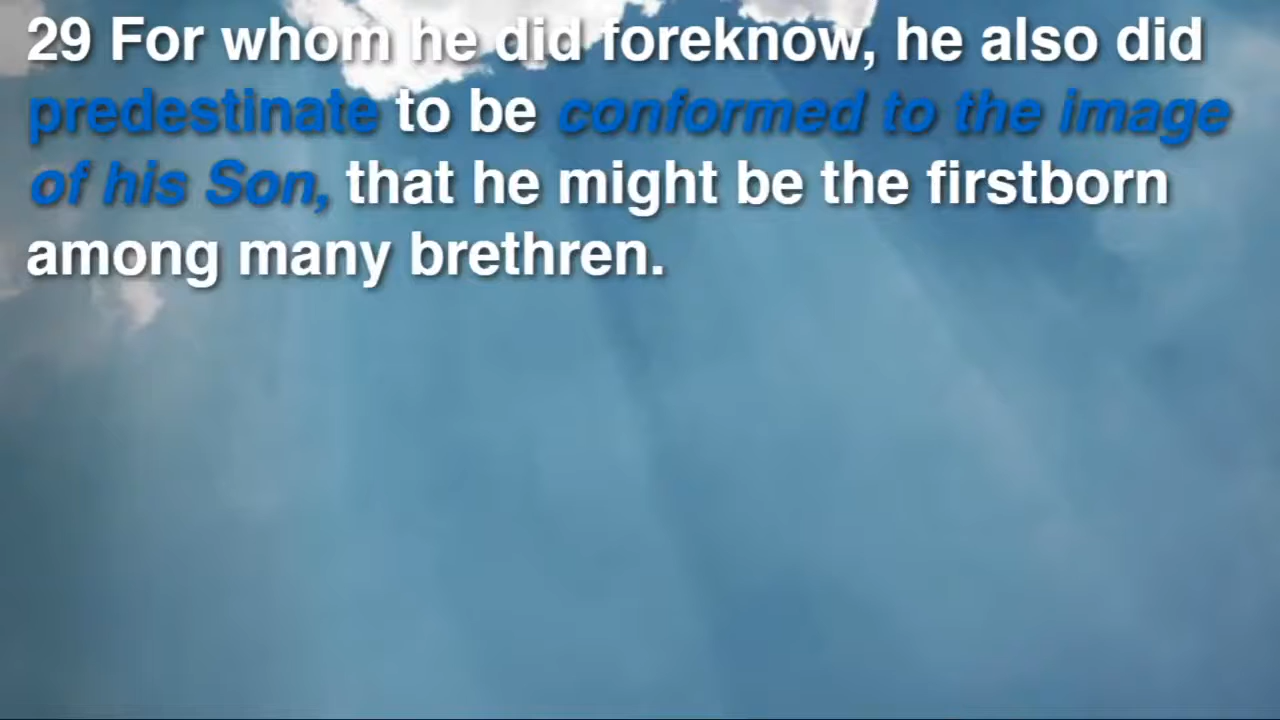 29 For whom he did foreknow, he also did
predestinate to be conformed to the image
of his Son, that he might be the firstborn
among many brethren.